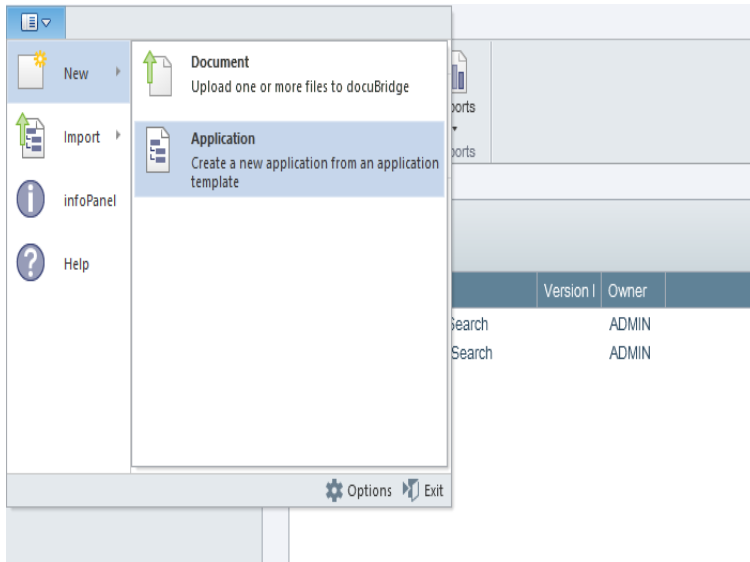 New
Import
infoPanel
Help
Document
Upload one or more files to docuBridge
Application
Create a new application from an application
template
Options
Exit
Version I
Owner
Search
ADMIN
Search
ADMIN